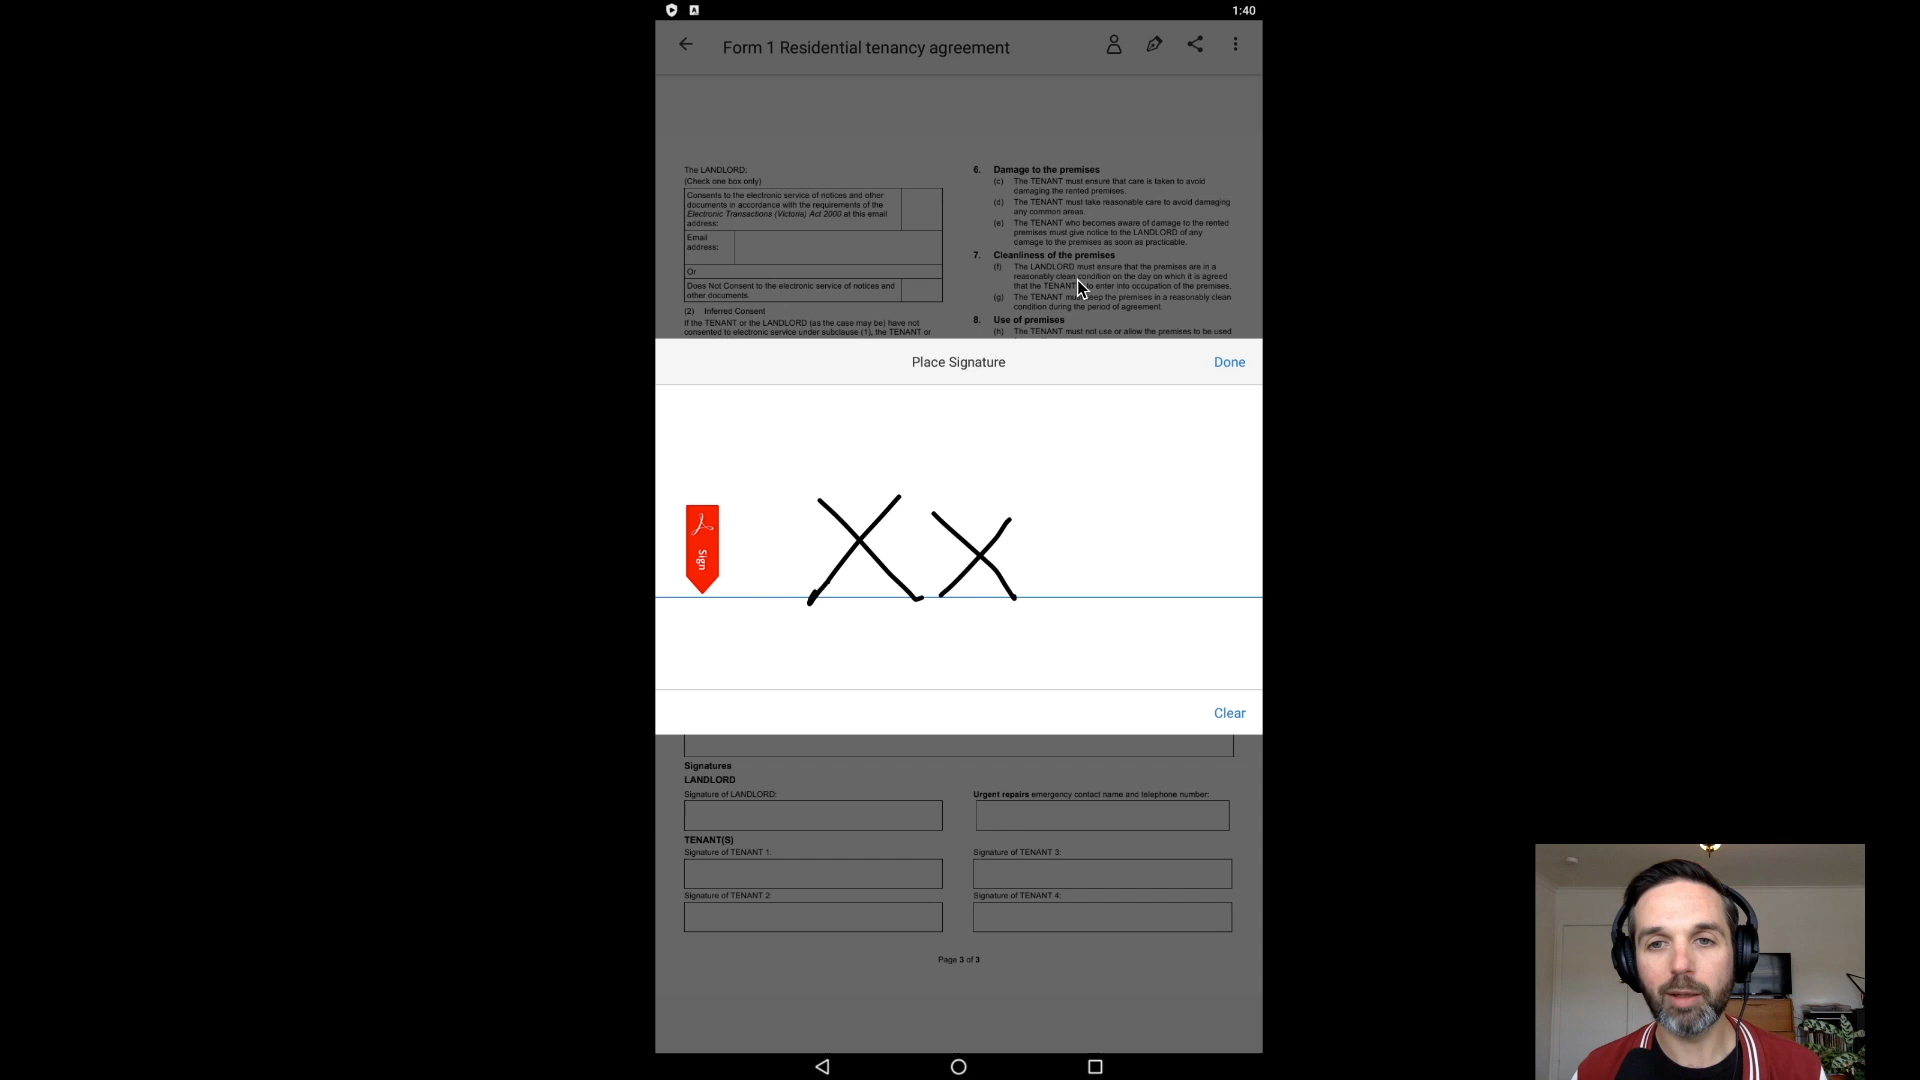 1:40
Form 1 Residential tenancy agreement
The LANDLORD:
(Check one box only)
Consents to the electronic service of notices and other
documents in accordance with the requirements of the
Electronic Transactions (Victoria) Act 2000 at this email
address:
Email
address:
Or
Does Not Consent to the electronic service of notices and
other documents
(2) Inferred Consent
If the TENANT or the LANDLORD (as the case may be) have not
consented to electronic service under subclause (1), the TENANT or
6. Damage to the premises
(c) The TENANT must ensure that care is taken to avoid
damaging the rented premises.
(d) The TENANT must take reasonable care to avoid damaging
any common areas.
(e) The TENANT who becomes aware of damage to the rented
premises must give notice to the LANDLORD of any
damage to the premises as soon as practicable.
7. Cleanliness of the premises
(f) The LANDLORD must ensure that the premises are in a
reasonably clean condition on the day on which it is agreed
that the TENANT to enter into occupation of the premises.
(g) The TENANT must keep the premises in a reasonably clean
condition during the period of agreement.
8. Use of premises
(h) The TENANT must not use or allow the premises to be used
Place Signature
Done
Sign
X x
Clear
Signatures
LANDLORD
Signature of LANDLORD:
Urgent repairs emergency contact name and telephone number:
TENANT(S)
Signature of TENANT 1:
Signature of TENANT 3:
Signature of TENANT 2:
Signature of TENANT 4:
Page 3 of 3